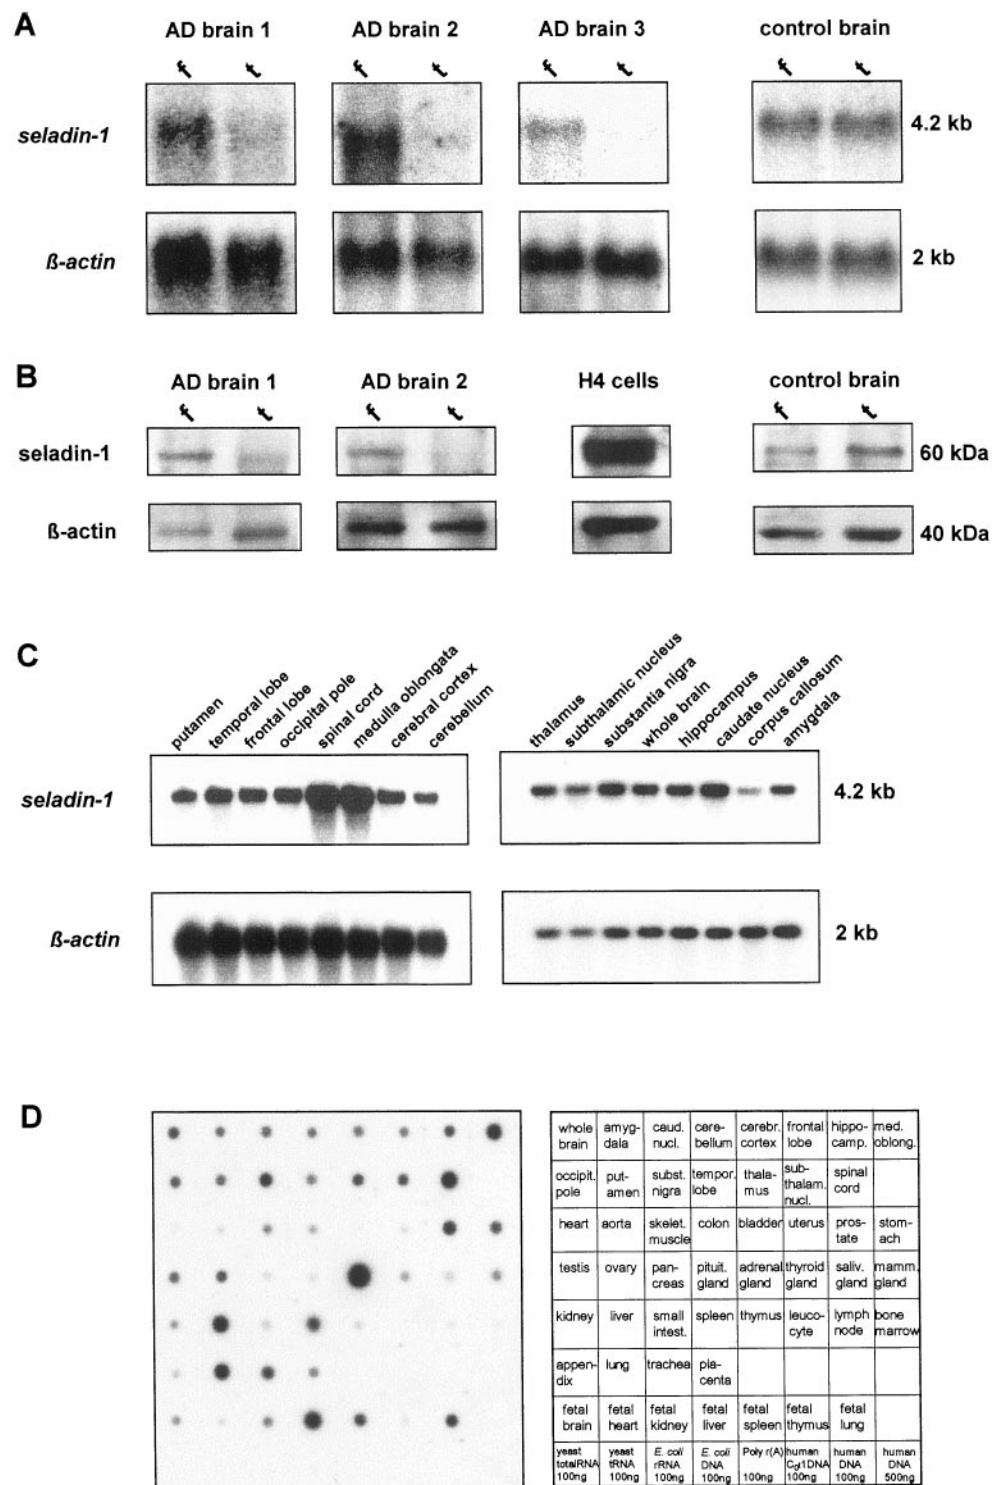 A
AD brain 1 AD brain 2 AD brain 3 control brain
f t f t f t f t
seladin-1 4.2 kb
ß-actin 2 kb
B
AD brain 1 AD brain 2 H4 cells control brain
f t f t f t
seladin-1 60 kDa
ß-actin 40 kDa
C
putamen temporal lobe frontal lobe occipital pole spinal cord medulla oblongata cerebral cortex cerebellum
thalamus subthalamic nucleus substantia nigra whole brain hippocampus caudate nucleus corpus callosum amygdala
seladin-1 4.2 kb
ß-actin 2 kb
D
whole amyg- caud. cere- cerebr. frontal hippo- med.
brain dala nucl. bellum cortex lobe camp. oblong.
occipit. put- subst. tempor. thala- sub- spinal
pole amen nigra lobe mus thalam. cord
nucl.
heart aorta skelet. colon bladder uterus pros- stom-
muscle tate ach
testis ovary pan- pituit. adrenal thyroid saliv. mamm.
creas gland gland gland gland gland
kidney liver small spleen thymus leuco- lymph bone
intest. cyte node marrow
appen- lung trachea pla-
dix centa
fetal fetal fetal fetal fetal fetal fetal
brain heart kidney liver spleen thymus lung
yeast yeast E. coli E. coli Poly r(A) human human human
totalRNA tRNA rRNA DNA C₀t1DNA DNA DNA
100ng 100ng 100ng 100ng 100ng 100ng 100ng 500ng